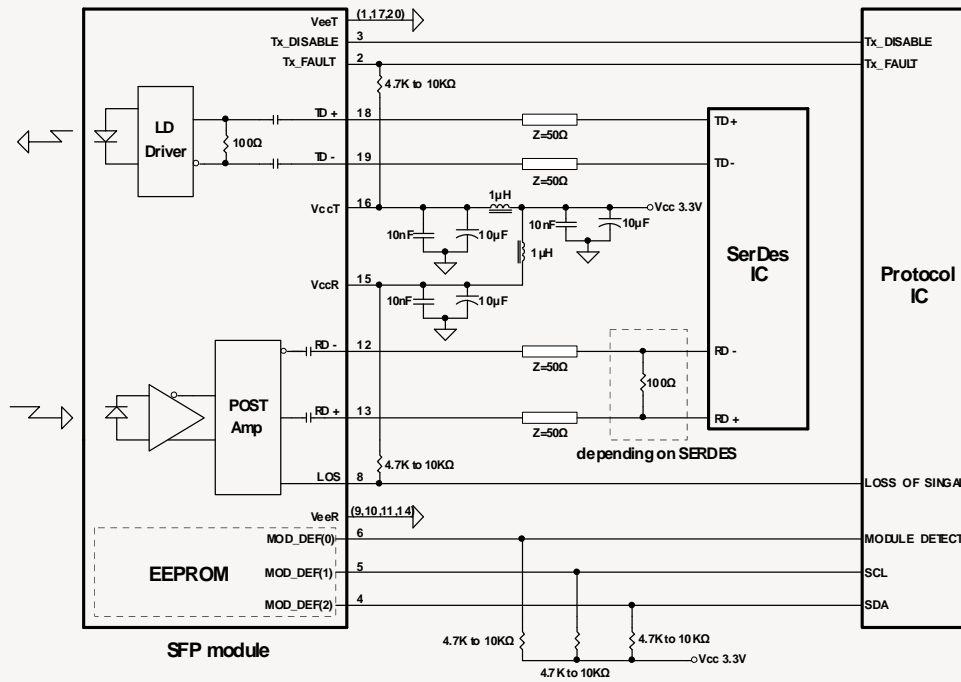 VeeT (1,17,20)
Tx_DISABLE 3 Tx_DISABLE
Tx_FAULT 2 Tx_FAULT
4.7K to 10KΩ
LD
Driver
100Ω
TD+ 18 TD+
Z=50Ω
TD- 19 TD-
Z=50Ω
1µH
VccT 16 Vcc 3.3V
10nF 10µF 10nF 10µF
1µH
SerDes
IC
Protocol
IC
VccR 15
10nF 10µF
RD- 12 RD-
Z=50Ω
100Ω
POST
Amp
RD+ 13 RD+
Z=50Ω
depending on SERDES
4.7K to 10KΩ
LOS 8 LOSS OF SINGAL
VeeR (9,10,11,14)
MOD_DEF(0) 6 MODULE DETECT
EEPROM
MOD_DEF(1) 5 SCL
MOD_DEF(2) 4 SDA
4.7K to 10KΩ 4.7K to 10KΩ
SFP module
Vcc 3.3V
4.7K to 10KΩ